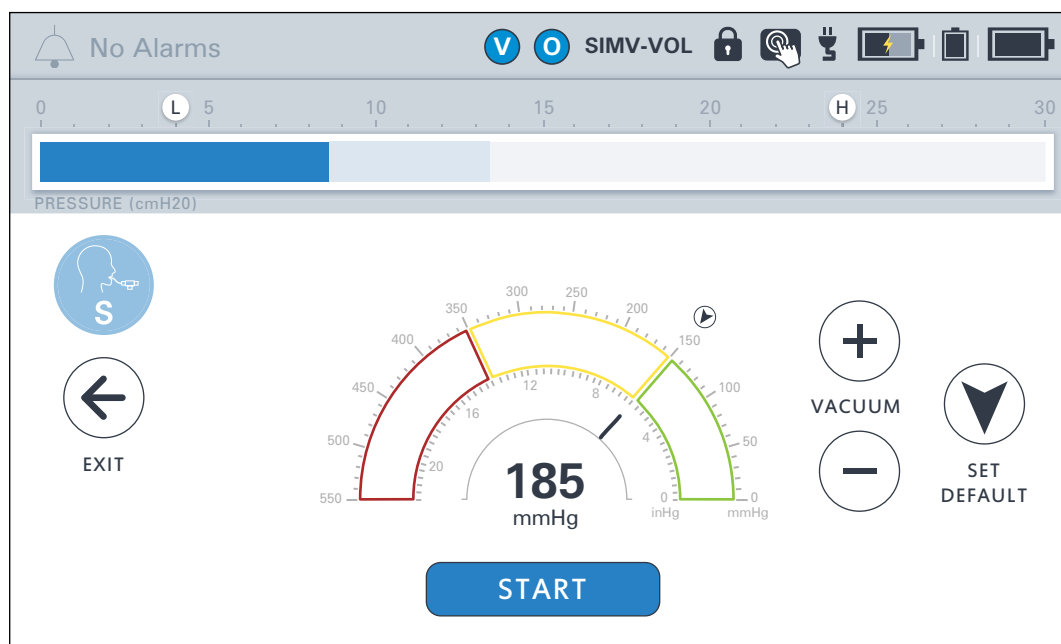 No Alarms
V O SIMV-VOL
0 L 5 10 15 20 H 25 30
PRESSURE (cmH20)
S
EXIT
550 500 450 400 350 300 250 200 150 100 50 0
mmHg
20 16 12 8 4 0
inHg
185
mmHg
VACUUM
SET
DEFAULT
START